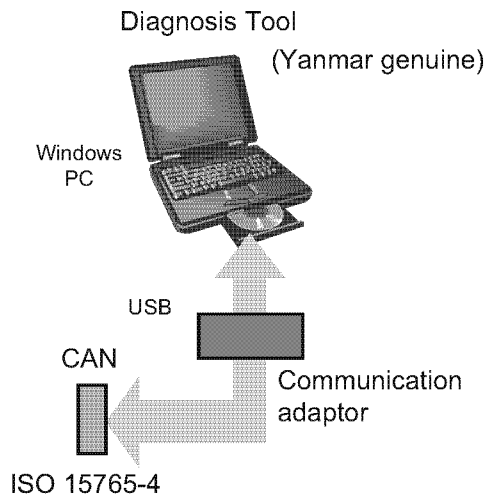 Diagnosis Tool
(Yanmar genuine)
Windows
PC
USB
CAN
Communication
adaptor
ISO 15765-4